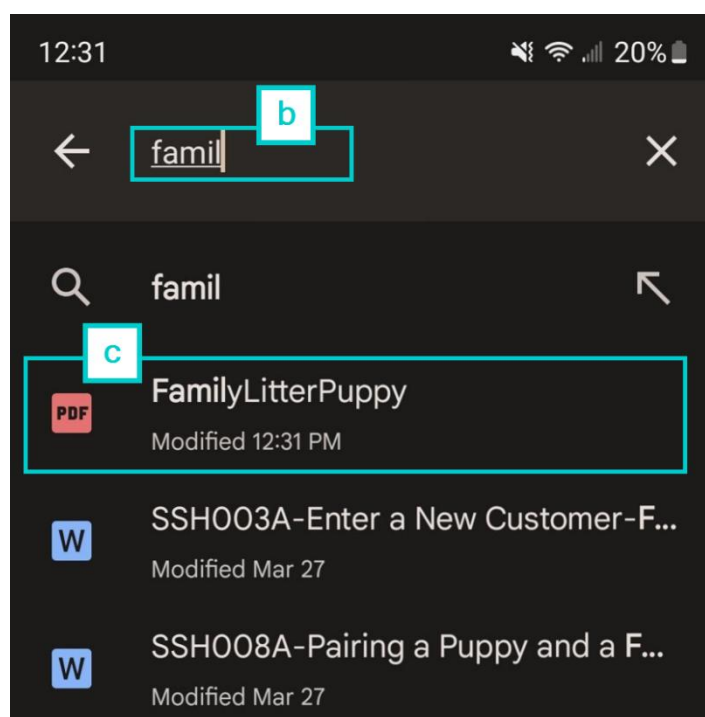 12:31 20%
b
famil
famil
c
FamilyLitterPuppy
PDF
Modified 12:31 PM
SSH003A-Enter a New Customer-F...
W
Modified Mar 27
SSH008A-Pairing a Puppy and a F...
W
Modified Mar 27